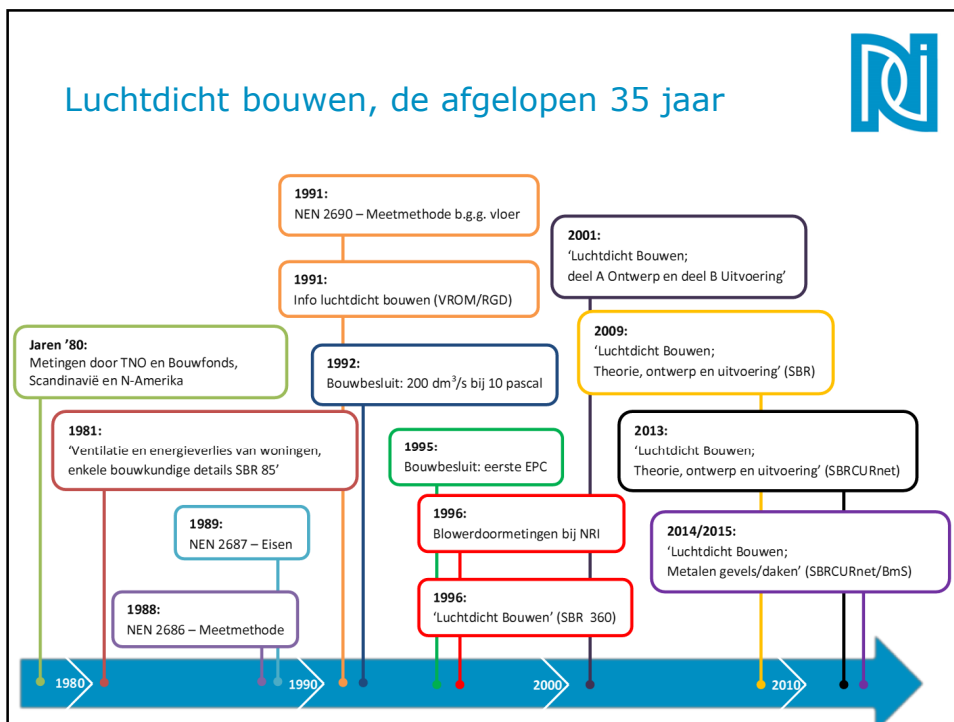 Luchtdicht bouwen, de afgelopen 35 jaar
1991:
NEN 2690 – Meetmethode b.g.g. vloer
1991:
Info luchtdicht bouwen (VROM/RGD)
2001:
‘Luchtdicht Bouwen;
deel A Ontwerp en deel B Uitvoering’
Jaren ’80:
Metingen door TNO en Bouwfonds,
Scandinavië en N-Amerika
1992:
Bouwbesluit: 200 dm³/s bij 10 pascal
2009:
‘Luchtdicht Bouwen;
Theorie, ontwerp en uitvoering’ (SBR)
1981:
‘Ventilatie en energieverlies van woningen,
enkele bouwkundige details SBR 85’
1995:
Bouwbesluit: eerste EPC
2013:
‘Luchtdicht Bouwen;
Theorie, ontwerp en uitvoering’ (SBRCURnet)
1989:
NEN 2687 – Eisen
1996:
Blowerdoormetingen bij NRI
2014/2015:
‘Luchtdicht Bouwen;
Metalen gevels/daken’ (SBRCURnet/BmS)
1988:
NEN 2686 – Meetmethode
1996:
‘Luchtdicht Bouwen’ (SBR 360)
1980
1990
2000
2010